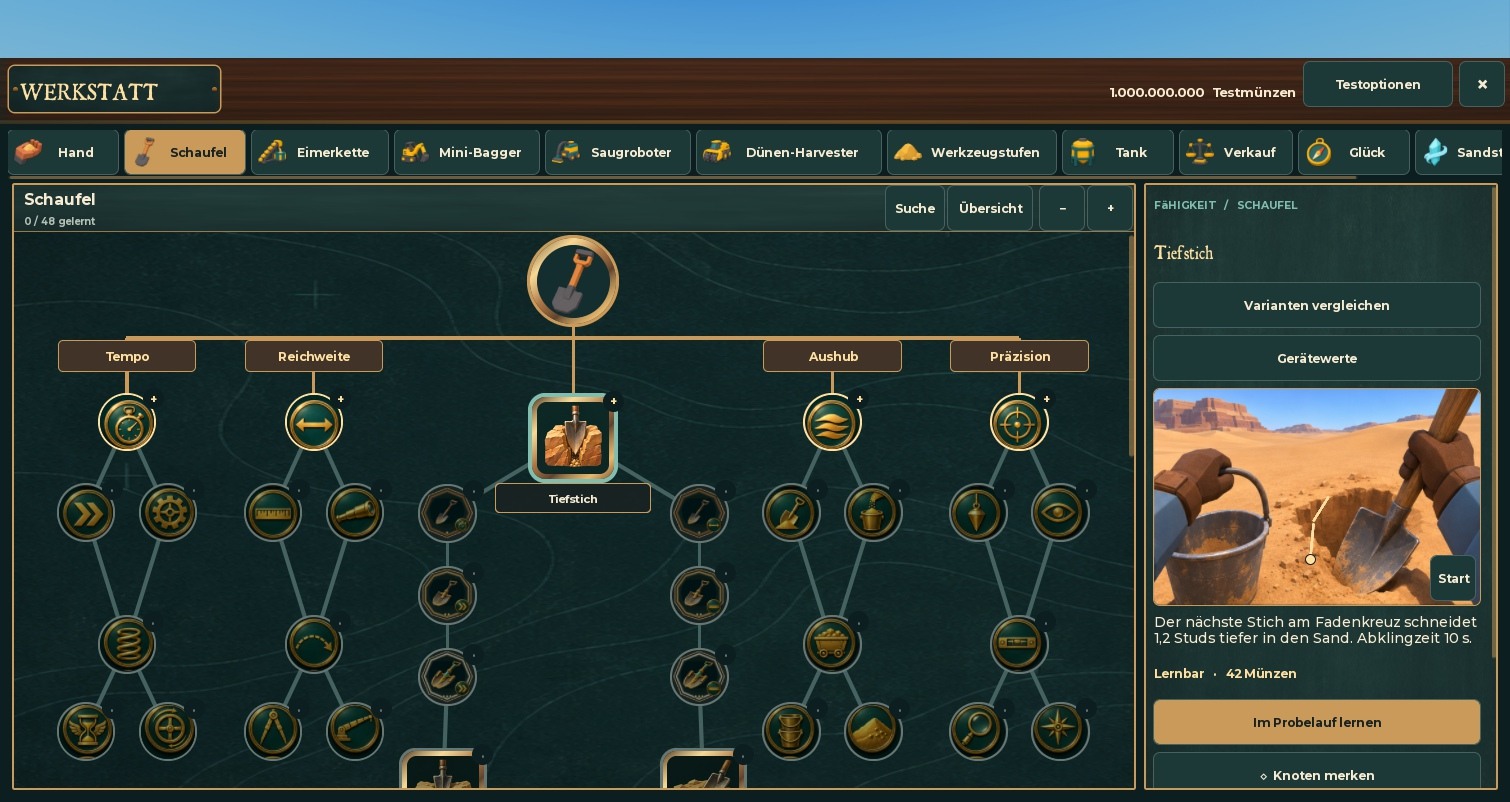 WERKSTATT
1.000.000.000 Testmünzen
Testoptionen
×
Hand
Schaufel
Eimerkette
Mini-Bagger
Saugroboter
Dünen-Harvester
Werkzeugstufen
Tank
Verkauf
Glück
Sandst
Schaufel
0 / 48 gelernt
Suche
Übersicht
–
+
Tempo
Reichweite
Aushub
Präzision
+
+
+
+
+
Tiefstich
FäHIGKEIT / SCHAUFEL
Tiefstich
Varianten vergleichen
Gerätewerte
Start
Der nächste Stich am Fadenkreuz schneidet
1,2 Studs tiefer in den Sand. Abklingzeit 10 s.
Lernbar · 42 Münzen
Im Probelauf lernen
⋄ Knoten merken